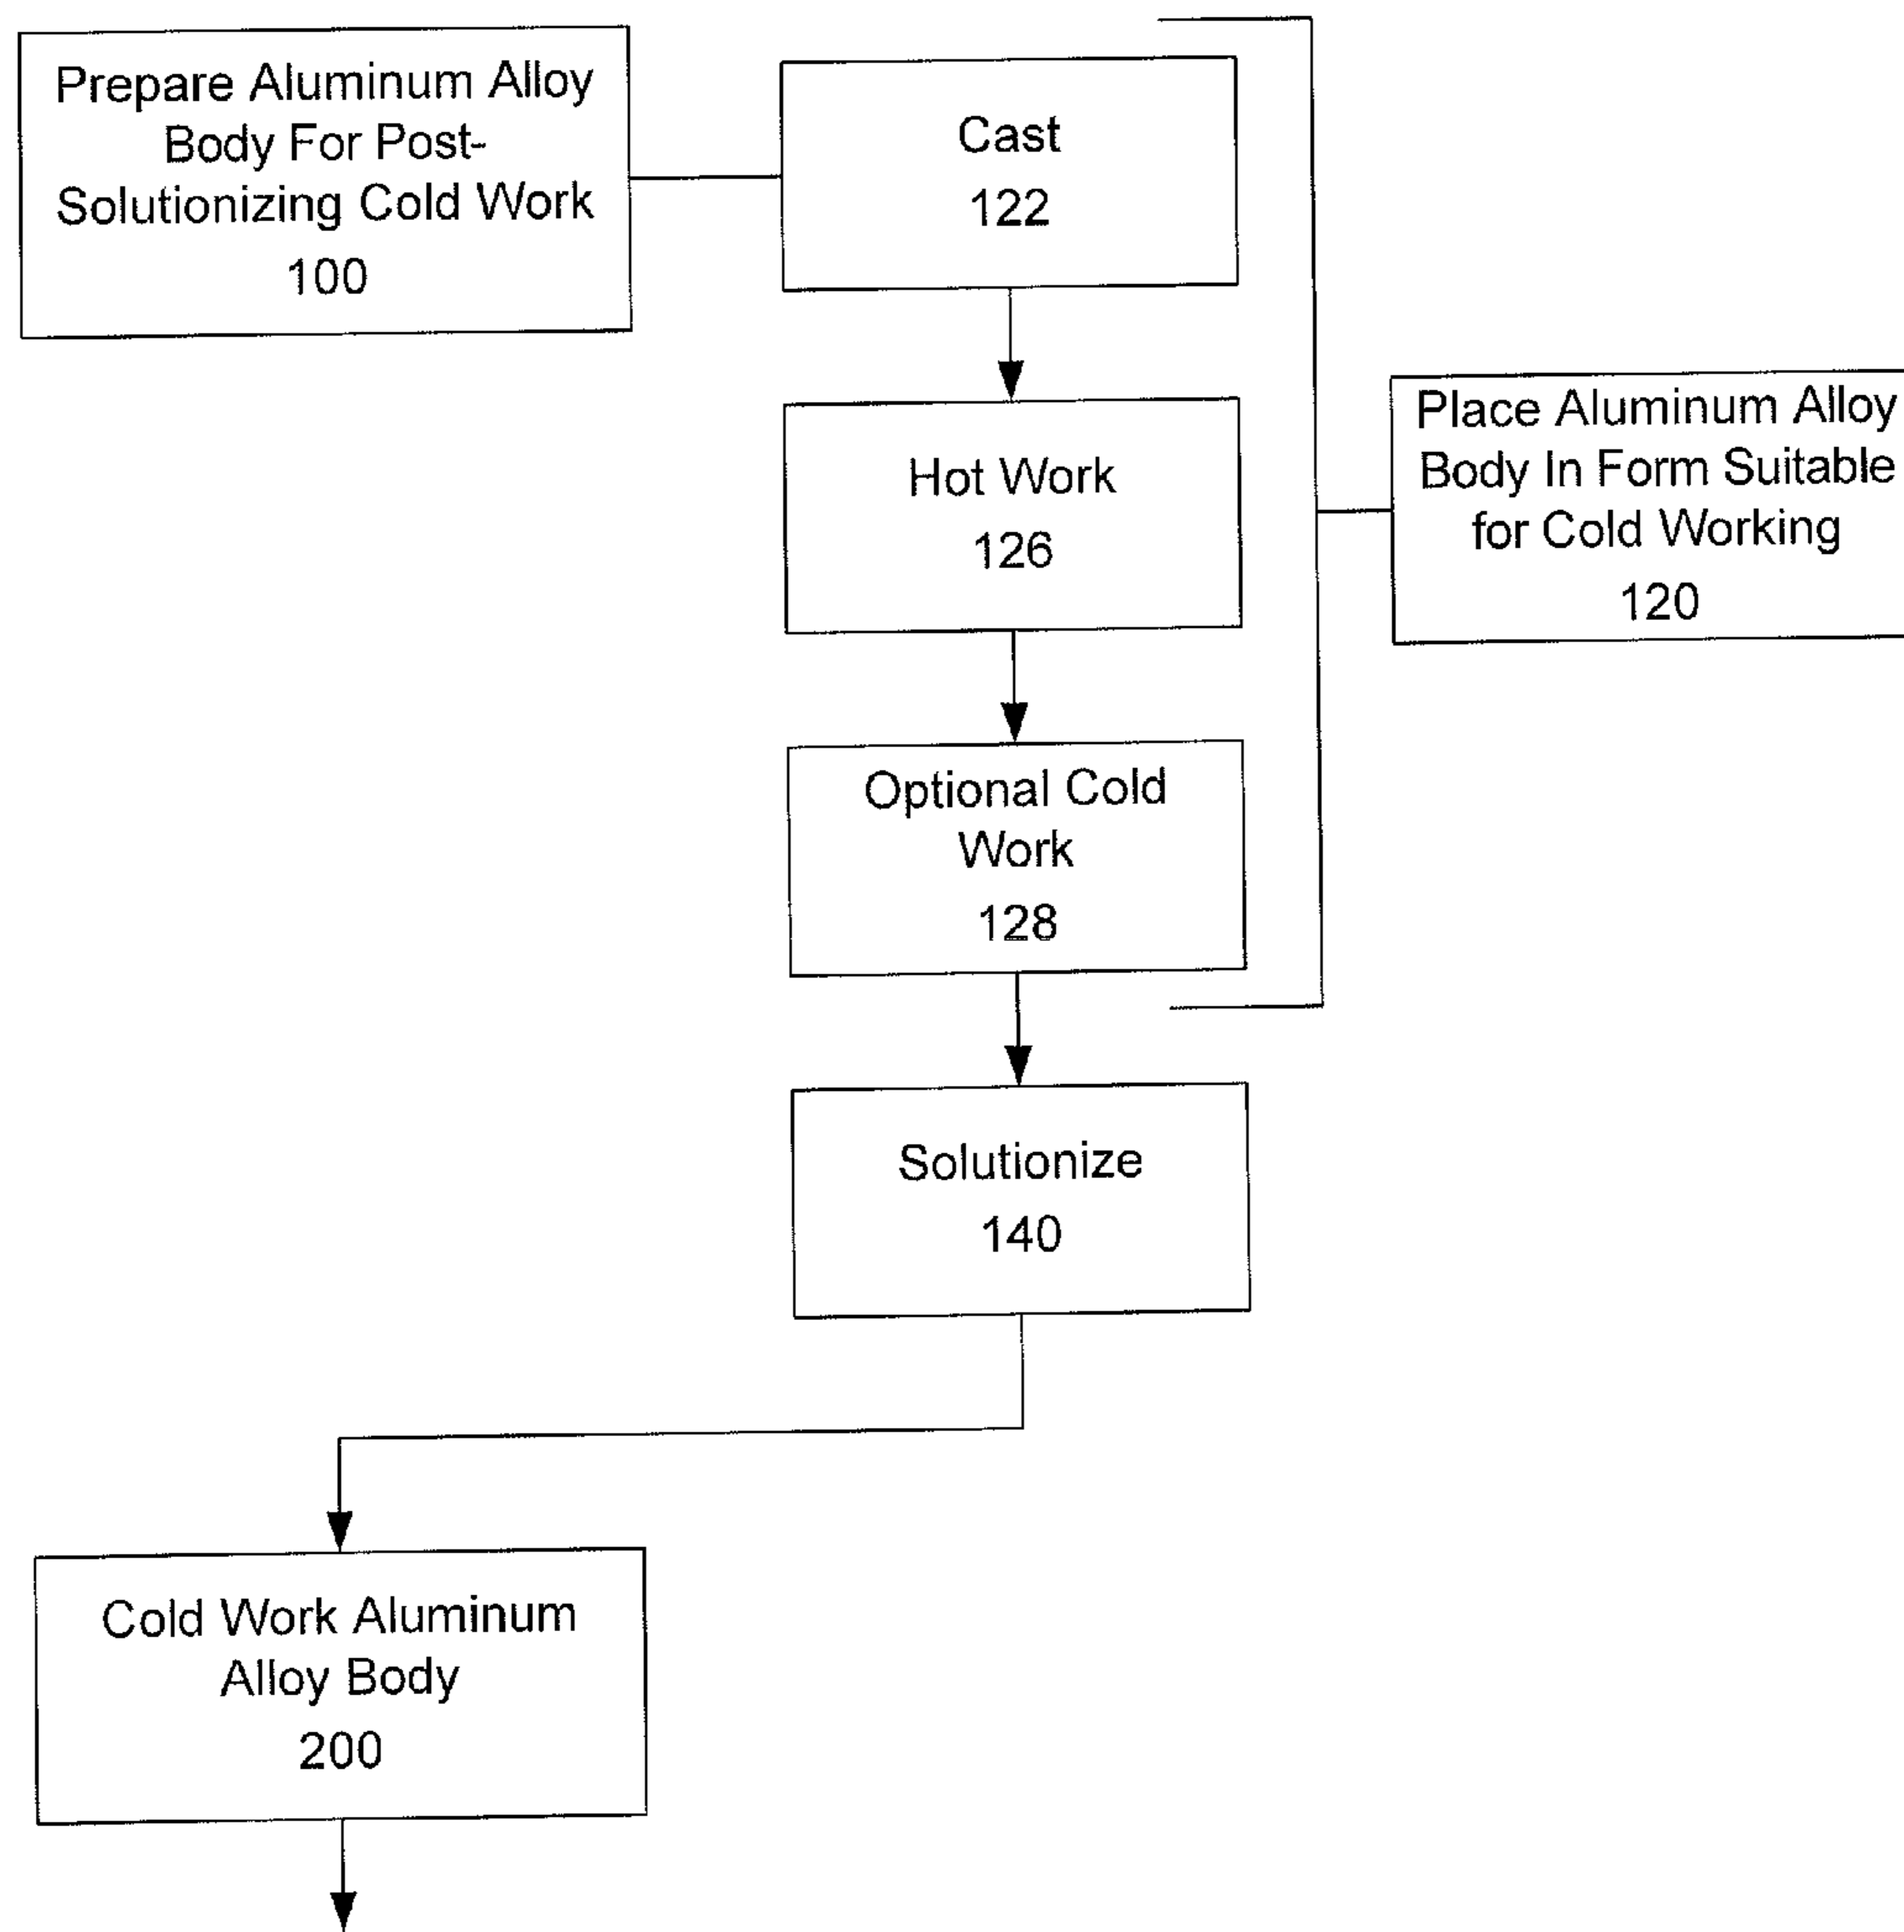 Prepare Aluminum Alloy
Body For Post-
Solutionizing Cold Work
100
Cast
122
Hot Work
126
Place Aluminum Alloy
Body In Form Suitable
for Cold Working
120
Optional Cold
Work
128
Solutionize
140
Cold Work Aluminum
Alloy Body
200